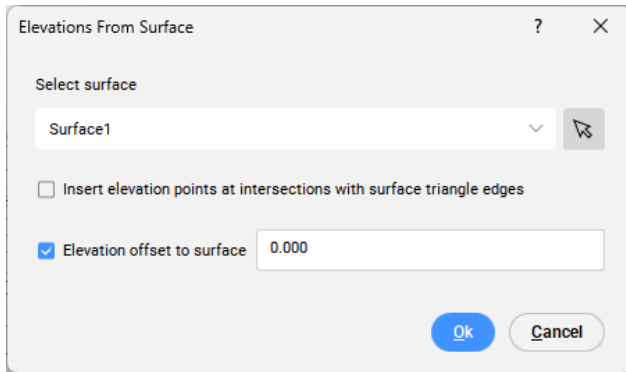 Elevations From Surface ?
Select surface
Surface1
Insert elevation points at intersections with surface triangle edges
Elevation offset to surface 0.000
Ok Cancel